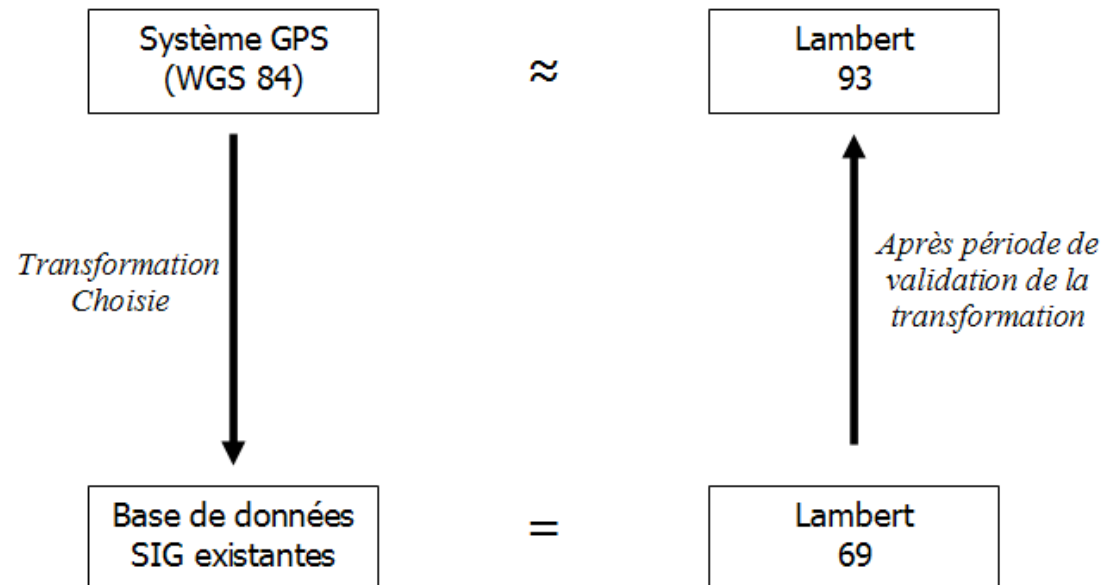 Système GPS
(WGS 84)
≈
Lambert
93
Transformation
Choisie
Après période de
validation de la
transformation
Base de données
SIG existantes
=
Lambert
69